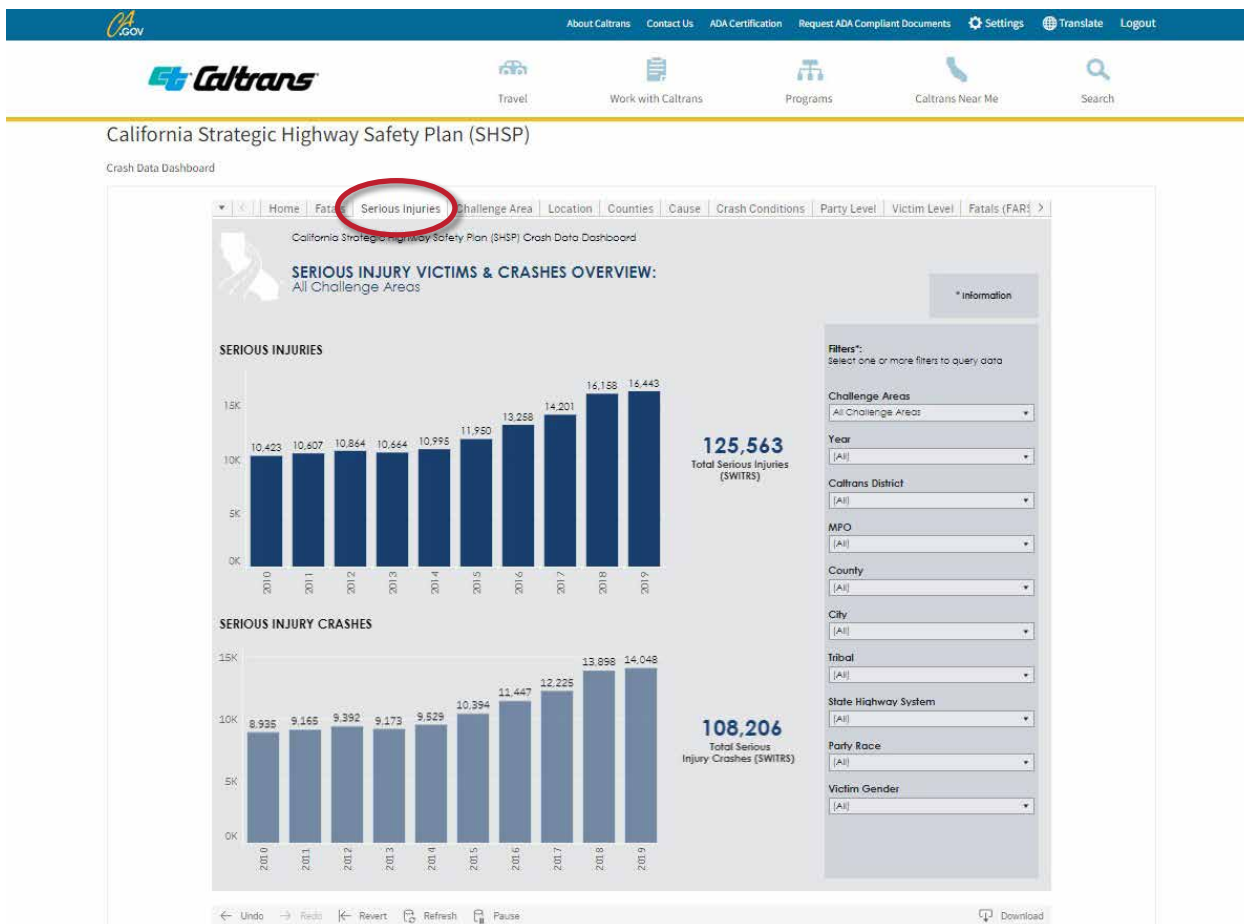 CA.GOV
About Caltrans Contact Us ADA Certification Request ADA Compliant Documents Settings Translate Logout
Caltrans
Travel Work with Caltrans Programs Caltrans Near Me Search
California Strategic Highway Safety Plan (SHSP)
Crash Data Dashboard
Home Fatals Serious Injuries Challenge Area Location Counties Cause Crash Conditions Party Level Victim Level Fatals (FARS
California Strategic Highway Safety Plan (SHSP) Crash Data Dashboard
SERIOUS INJURY VICTIMS & CRASHES OVERVIEW:
All Challenge Areas
* Information
SERIOUS INJURIES
15K
10K
5K
0K
10,423 10,607 10,864 10,664 10,995 11,950 13,258 14,201 16,158 16,443
2010 2011 2012 2013 2014 2015 2016 2017 2018 2019
125,563
Total Serious Injuries
(SWITRS)
SERIOUS INJURY CRASHES
15K
10K
5K
0K
8,935 9,165 9,392 9,173 9,529 10,394 11,447 12,225 13,898 14,048
2010 2011 2012 2013 2014 2015 2016 2017 2018 2019
108,206
Total Serious
Injury Crashes (SWITRS)
Filters*:
Select one or more filters to query data
Challenge Areas
All Challenge Areas
Year
(All)
Caltrans District
(All)
MPO
(All)
County
(All)
City
(All)
Tribal
(All)
State Highway System
(All)
Party Race
(All)
Victim Gender
(All)
Undo Redo Revert Refresh Pause Download